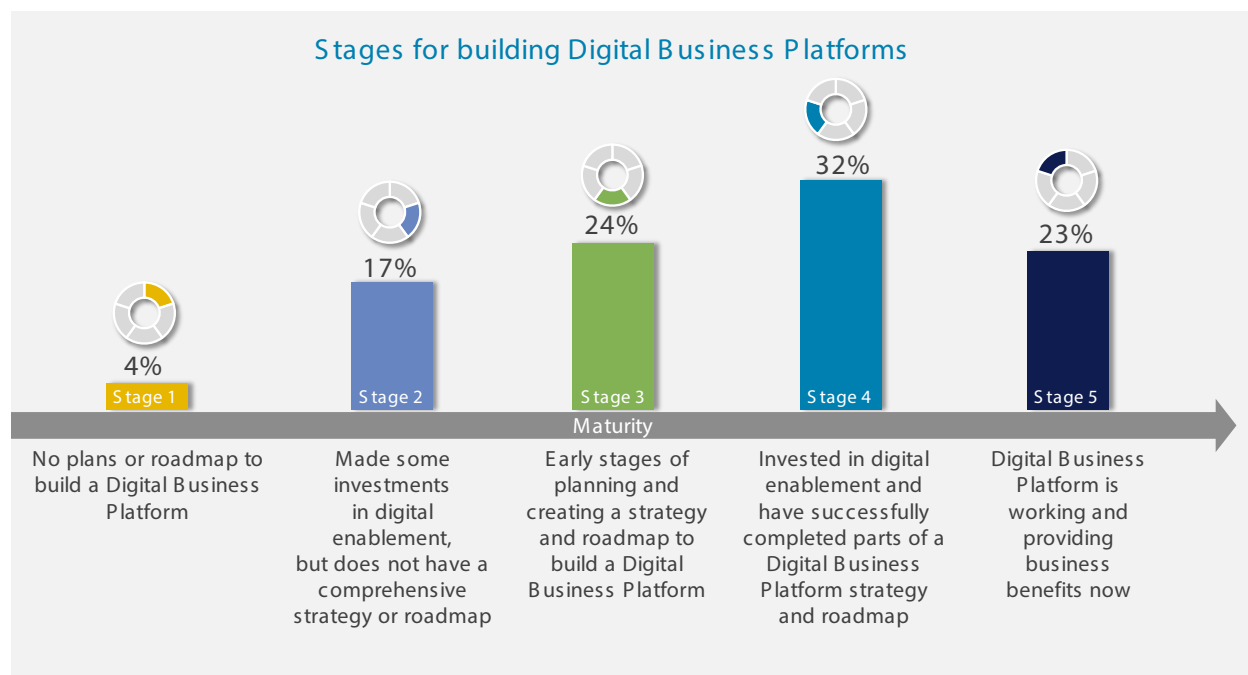 Stages for building Digital Business Platforms
4%
17%
24%
32%
23%
Stage 1
Stage 2
Stage 3
Stage 4
Stage 5
Maturity
No plans or roadmap to
build a Digital Business
Platform
Made some
investments
in digital
enablement,
but does not have a
comprehensive
strategy or roadmap
Early stages of
planning and
creating a strategy
and roadmap to
build a Digital
Business Platform
Invested in digital
enablement and
have successfully
completed parts of a
Digital Business
Platform strategy
and roadmap
Digital Business
Platform is
working and
providing
business
benefits now